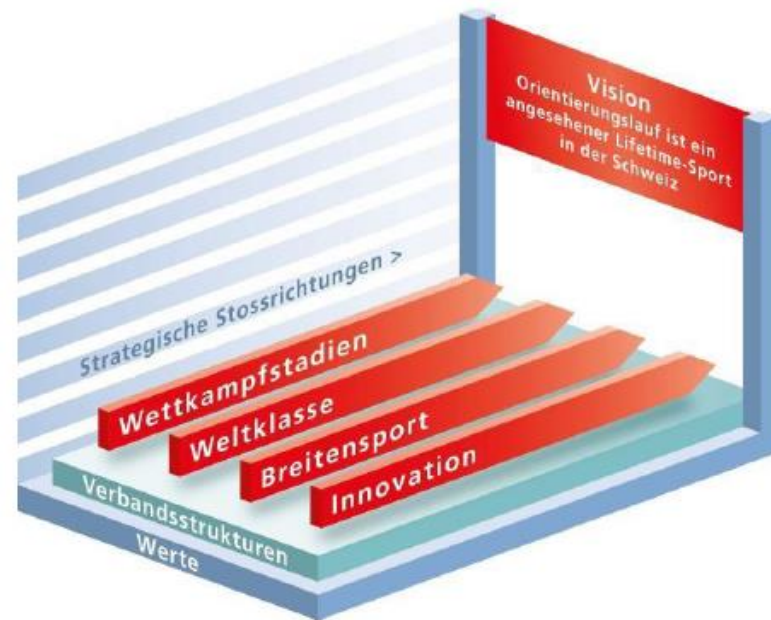 Vision
Orientierungslauf ist ein
angesehener Lifetime-Sport
in der Schweiz
Strategische Stossrichtungen >
Wettkampfstadien
Weltklasse
Breitensport
Innovation
Verbandsstrukturen
Werte